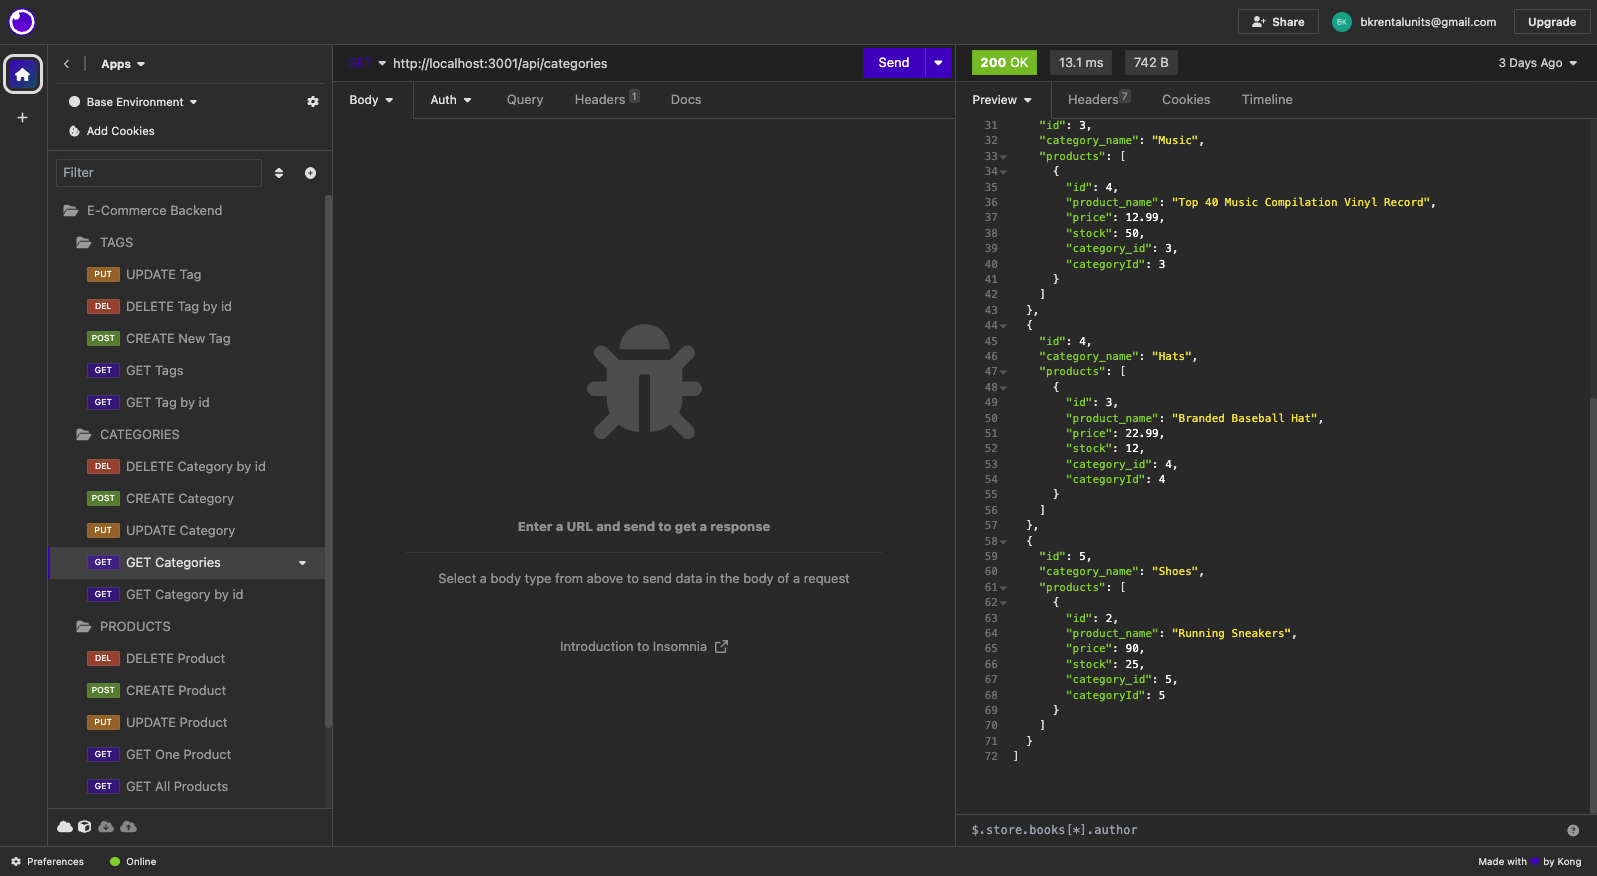 Share
BK
bkrentalunits@gmail.com
Upgrade
Apps
Base Environment
Add Cookies
Filter
E-Commerce Backend
TAGS
PUT UPDATE Tag
DEL DELETE Tag by id
POST CREATE New Tag
GET GET Tags
GET GET Tag by id
CATEGORIES
DEL DELETE Category by id
POST CREATE Category
PUT UPDATE Category
GET GET Categories
GET GET Category by id
PRODUCTS
DEL DELETE Product
POST CREATE Product
PUT UPDATE Product
GET GET One Product
GET GET All Products
GET http://localhost:3001/api/categories
Send
Body Auth Query Headers 1 Docs
Enter a URL and send to get a response
Select a body type from above to send data in the body of a request
Introduction to Insomnia
200 OK 13.1 ms 742 B 3 Days Ago
Preview Headers 7 Cookies Timeline
31 "id": 3,
32 "category_name": "Music",
33 "products": [
34 {
35 "id": 4,
36 "product_name": "Top 40 Music Compilation Vinyl Record",
37 "price": 12.99,
38 "stock": 50,
39 "category_id": 3,
40 "categoryId": 3
41 }
42 ]
43 },
44 {
45 "id": 4,
46 "category_name": "Hats",
47 "products": [
48 {
49 "id": 3,
50 "product_name": "Branded Baseball Hat",
51 "price": 22.99,
52 "stock": 12,
53 "category_id": 4,
54 "categoryId": 4
55 }
56 ]
57 },
58 {
59 "id": 5,
60 "category_name": "Shoes",
61 "products": [
62 {
63 "id": 2,
64 "product_name": "Running Sneakers",
65 "price": 90,
66 "stock": 25,
67 "category_id": 5,
68 "categoryId": 5
69 }
70 ]
71 }
72 ]
$.store.books[*].author
Preferences
Online
Made with by Kong